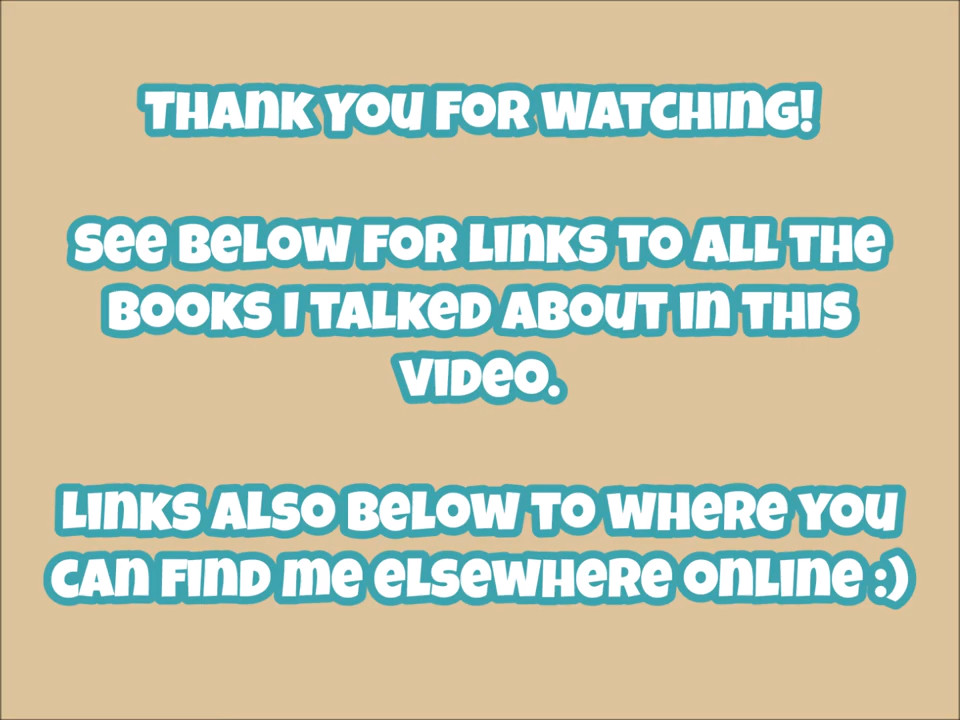 Thank you for watching!
See below for links to all the
books I talked about in this
video.
Links also below to where you
can find me elsewhere online :)